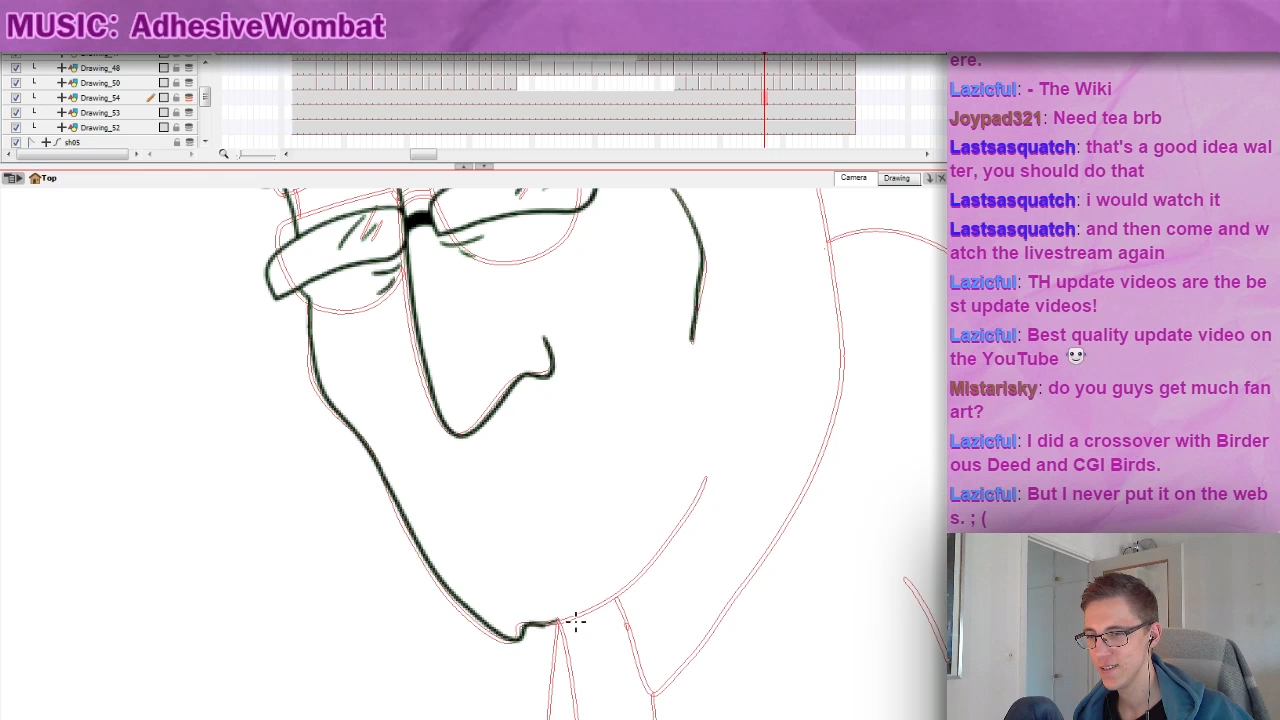 MUSIC: AdhesiveWombat
Drawing_48
Drawing_50
Drawing_54
Drawing_53
Drawing_52
sh05
Top
Camera
Drawing
ere.
Lazicful: - The Wiki
Joypad321: Need tea brb
Lastsasquatch: that's a good idea wal
ter, you should do that
Lastsasquatch: i would watch it
Lastsasquatch: and then come and w
atch the livestream again
Lazicful: TH update videos are the be
st update videos!
Lazicful: Best quality update video on
the YouTube
Mistarisky: do you guys get much fan
art?
Lazicful: I did a crossover with Birder
ous Deed and CGI Birds.
Lazicful: But I never put it on the web
s. ; (